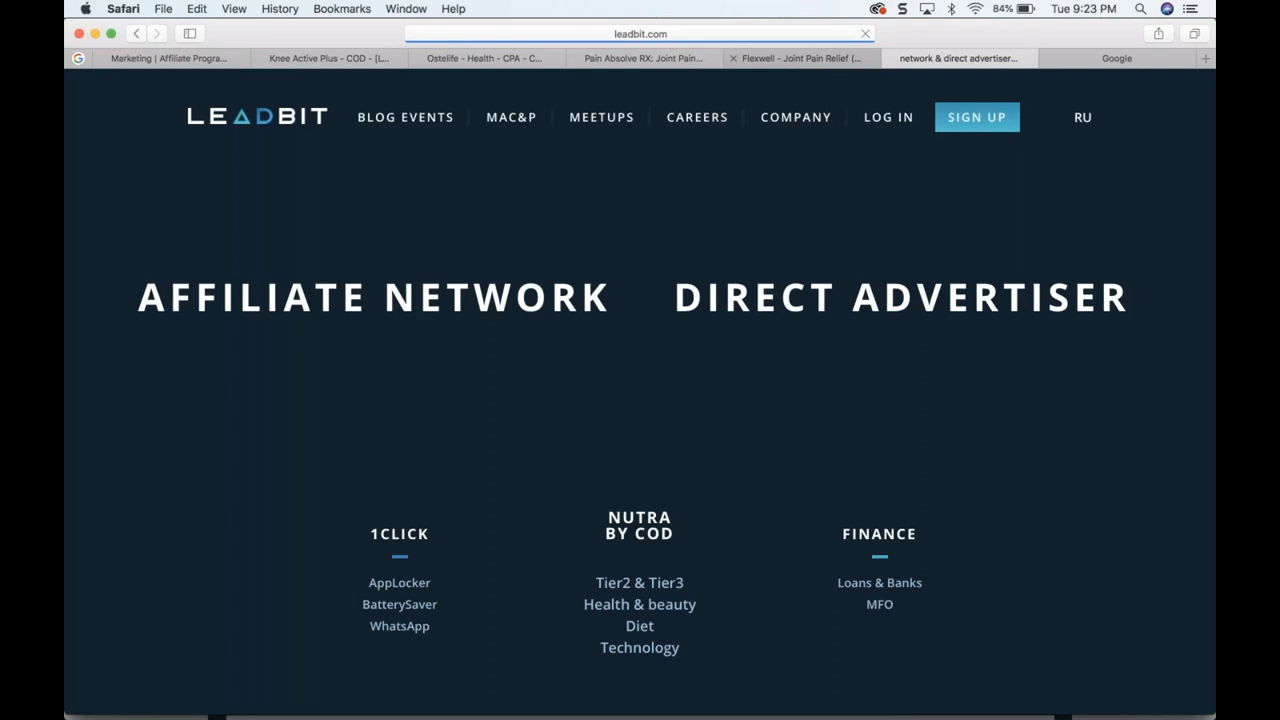 Safari File Edit View History Bookmarks Window Help 84% Tue 9:23 PM
leadbit.com
Marketing | Affiliate Progra... Knee Active Plus - COD - [L... Ostelife - Health - CPA - C... Pain Absolve RX: Joint Pain... Flexwell - Joint Pain Relief (... network & direct advertiser... Google
LEADBIT BLOG EVENTS MAC&P MEETUPS CAREERS COMPANY LOG IN SIGN UP RU
AFFILIATE NETWORK DIRECT ADVERTISER
1CLICK
AppLocker
BatterySaver
WhatsApp
NUTRA
BY COD
Tier2 & Tier3
Health & beauty
Diet
Technology
FINANCE
Loans & Banks
MFO